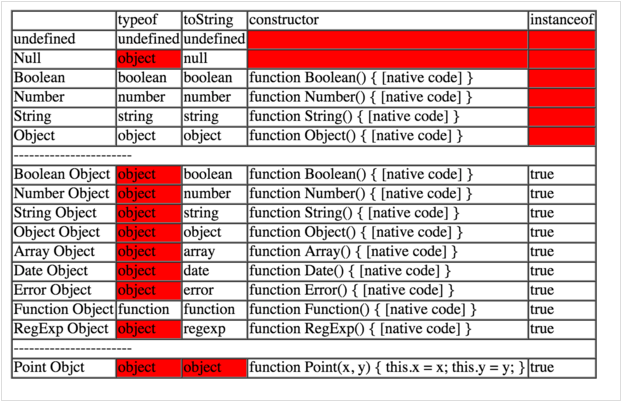 typeof toString constructor instanceof
undefined undefined undefined
Null object null
Boolean boolean boolean function Boolean() { [native code] }
Number number number function Number() { [native code] }
String string string function String() { [native code] }
Object object object function Object() { [native code] }
-----------------------
Boolean Object object boolean function Boolean() { [native code] } true
Number Object object number function Number() { [native code] } true
String Object object string function String() { [native code] } true
Object Object object object function Object() { [native code] } true
Array Object object array function Array() { [native code] } true
Date Object object date function Date() { [native code] } true
Error Object object error function Error() { [native code] } true
Function Object function function function Function() { [native code] } true
RegExp Object object regexp function RegExp() { [native code] } true
-----------------------
Point Objct object object function Point(x, y) { this.x = x; this.y = y; } true